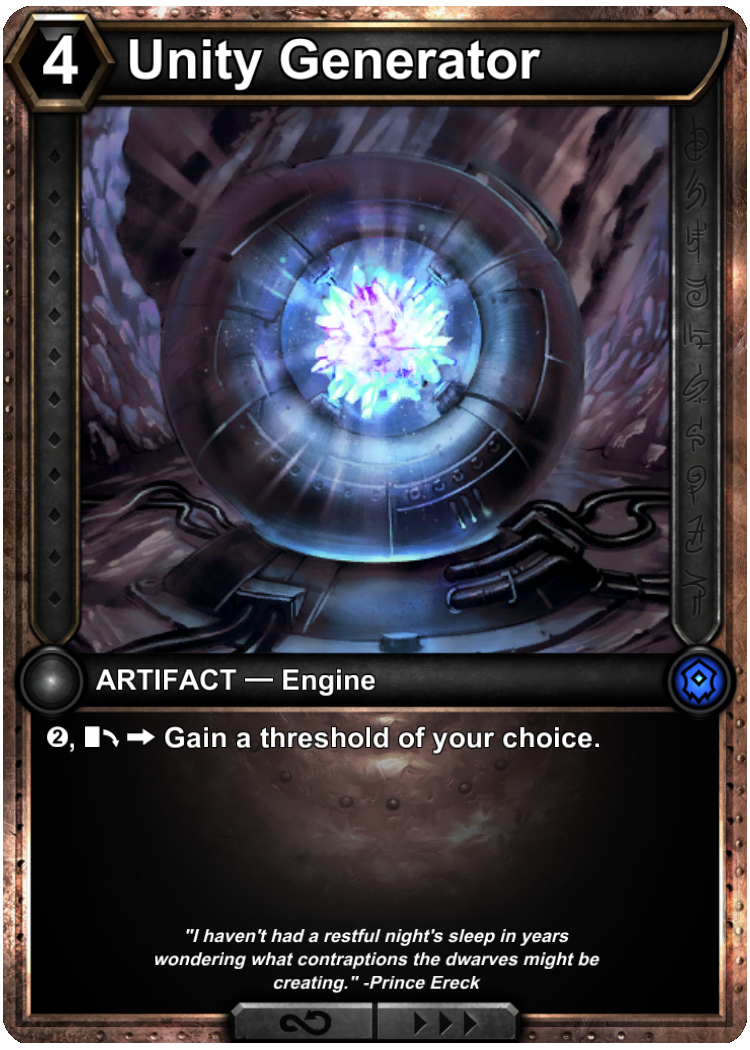 4 Unity Generator
ARTIFACT — Engine
❷, ➡ Gain a threshold of your choice.
"I haven't had a restful night's sleep in years
wondering what contraptions the dwarves might be
creating." -Prince Ereck